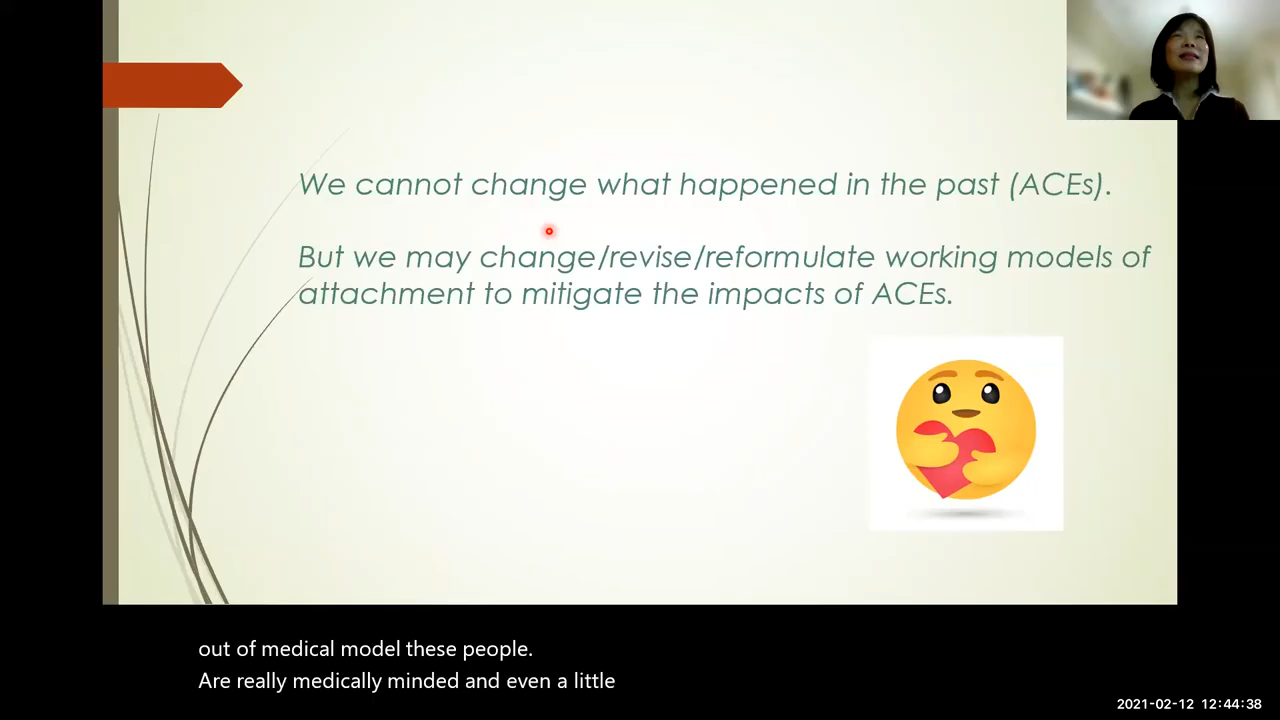 We cannot change what happened in the past (ACEs).
But we may change/revise/reformulate working models of
attachment to mitigate the impacts of ACEs.
out of medical model these people.
Are really medically minded and even a little
2021-02-12 12:44:38